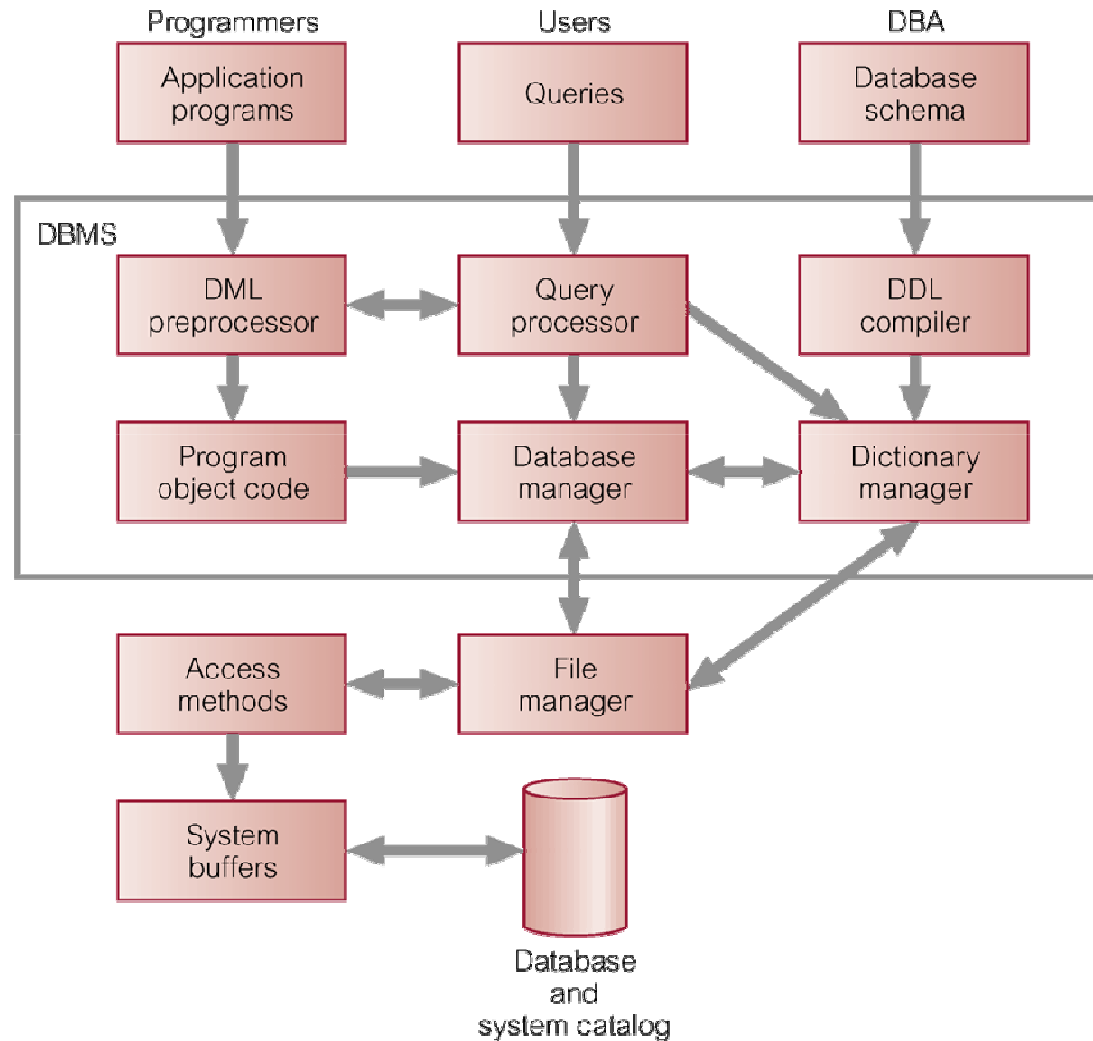 Programmers
Users
DBA
Application
programs
Queries
Database
schema
DBMS
DML
preprocessor
Query
processor
DDL
compiler
Program
object code
Database
manager
Dictionary
manager
Access
methods
File
manager
System
buffers
Database
and
system catalog